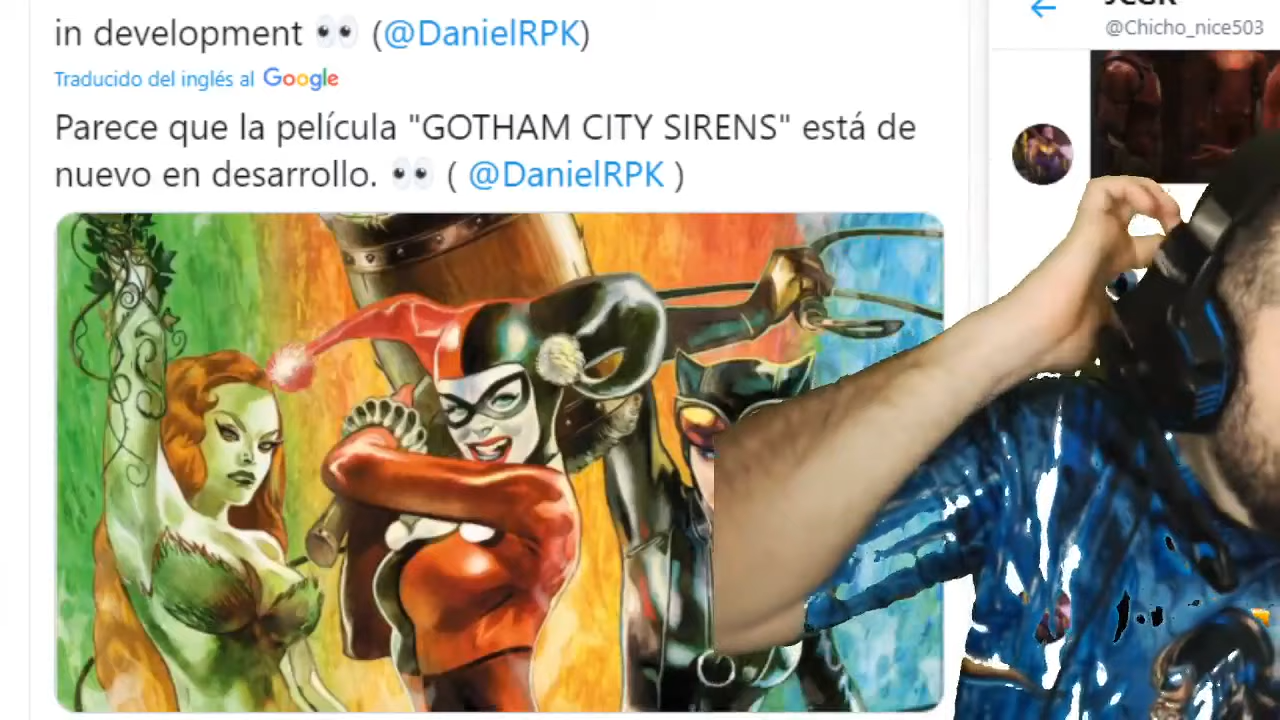 in development 👀 (@DanielRPK)
Traducido del inglés al Google
Parece que la película "GOTHAM CITY SIRENS" está de
nuevo en desarrollo. 👀 ( @DanielRPK )
@Chicho_nice503